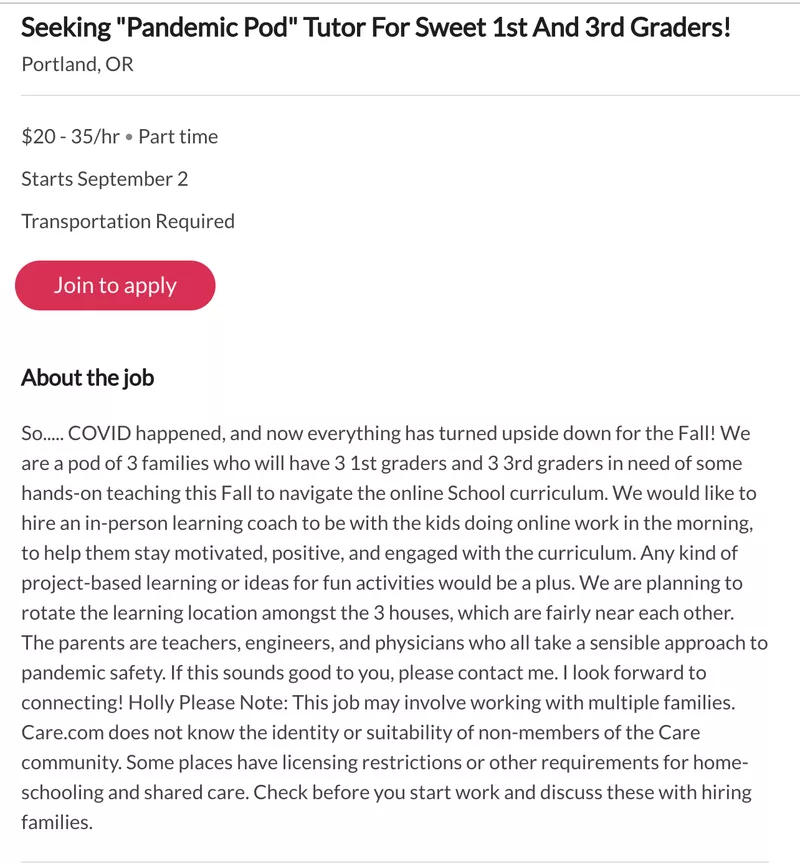 Seeking "Pandemic Pod" Tutor For Sweet 1st And 3rd Graders!
Portland, OR
$20 - 35/hr • Part time
Starts September 2
Transportation Required
Join to apply
About the job
So..... COVID happened, and now everything has turned upside down for the Fall! We
are a pod of 3 families who will have 3 1st graders and 3 3rd graders in need of some
hands-on teaching this Fall to navigate the online School curriculum. We would like to
hire an in-person learning coach to be with the kids doing online work in the morning,
to help them stay motivated, positive, and engaged with the curriculum. Any kind of
project-based learning or ideas for fun activities would be a plus. We are planning to
rotate the learning location amongst the 3 houses, which are fairly near each other.
The parents are teachers, engineers, and physicians who all take a sensible approach to
pandemic safety. If this sounds good to you, please contact me. I look forward to
connecting! Holly Please Note: This job may involve working with multiple families.
Care.com does not know the identity or suitability of non-members of the Care
community. Some places have licensing restrictions or other requirements for home-
schooling and shared care. Check before you start work and discuss these with hiring
families.